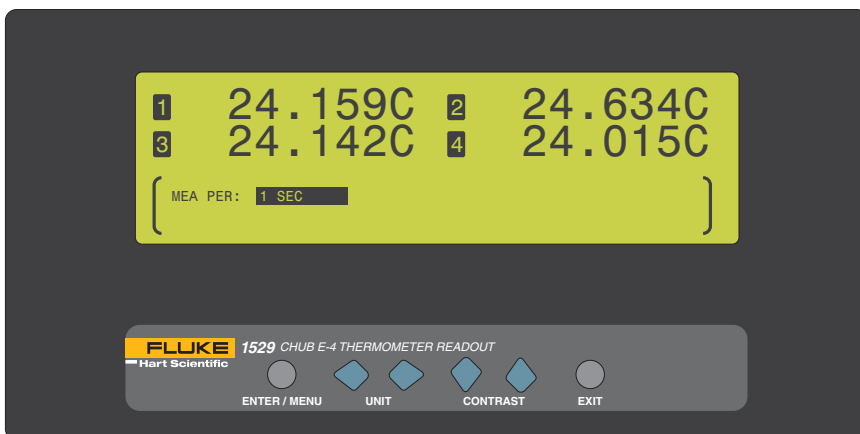 1 24.159C 2 24.634C
3 24.142C 4 24.015C
MEA PER: 1 SEC
FLUKE 1529 CHUB E-4 THERMOMETER READOUT
Hart Scientific
ENTER / MENU UNIT CONTRAST EXIT